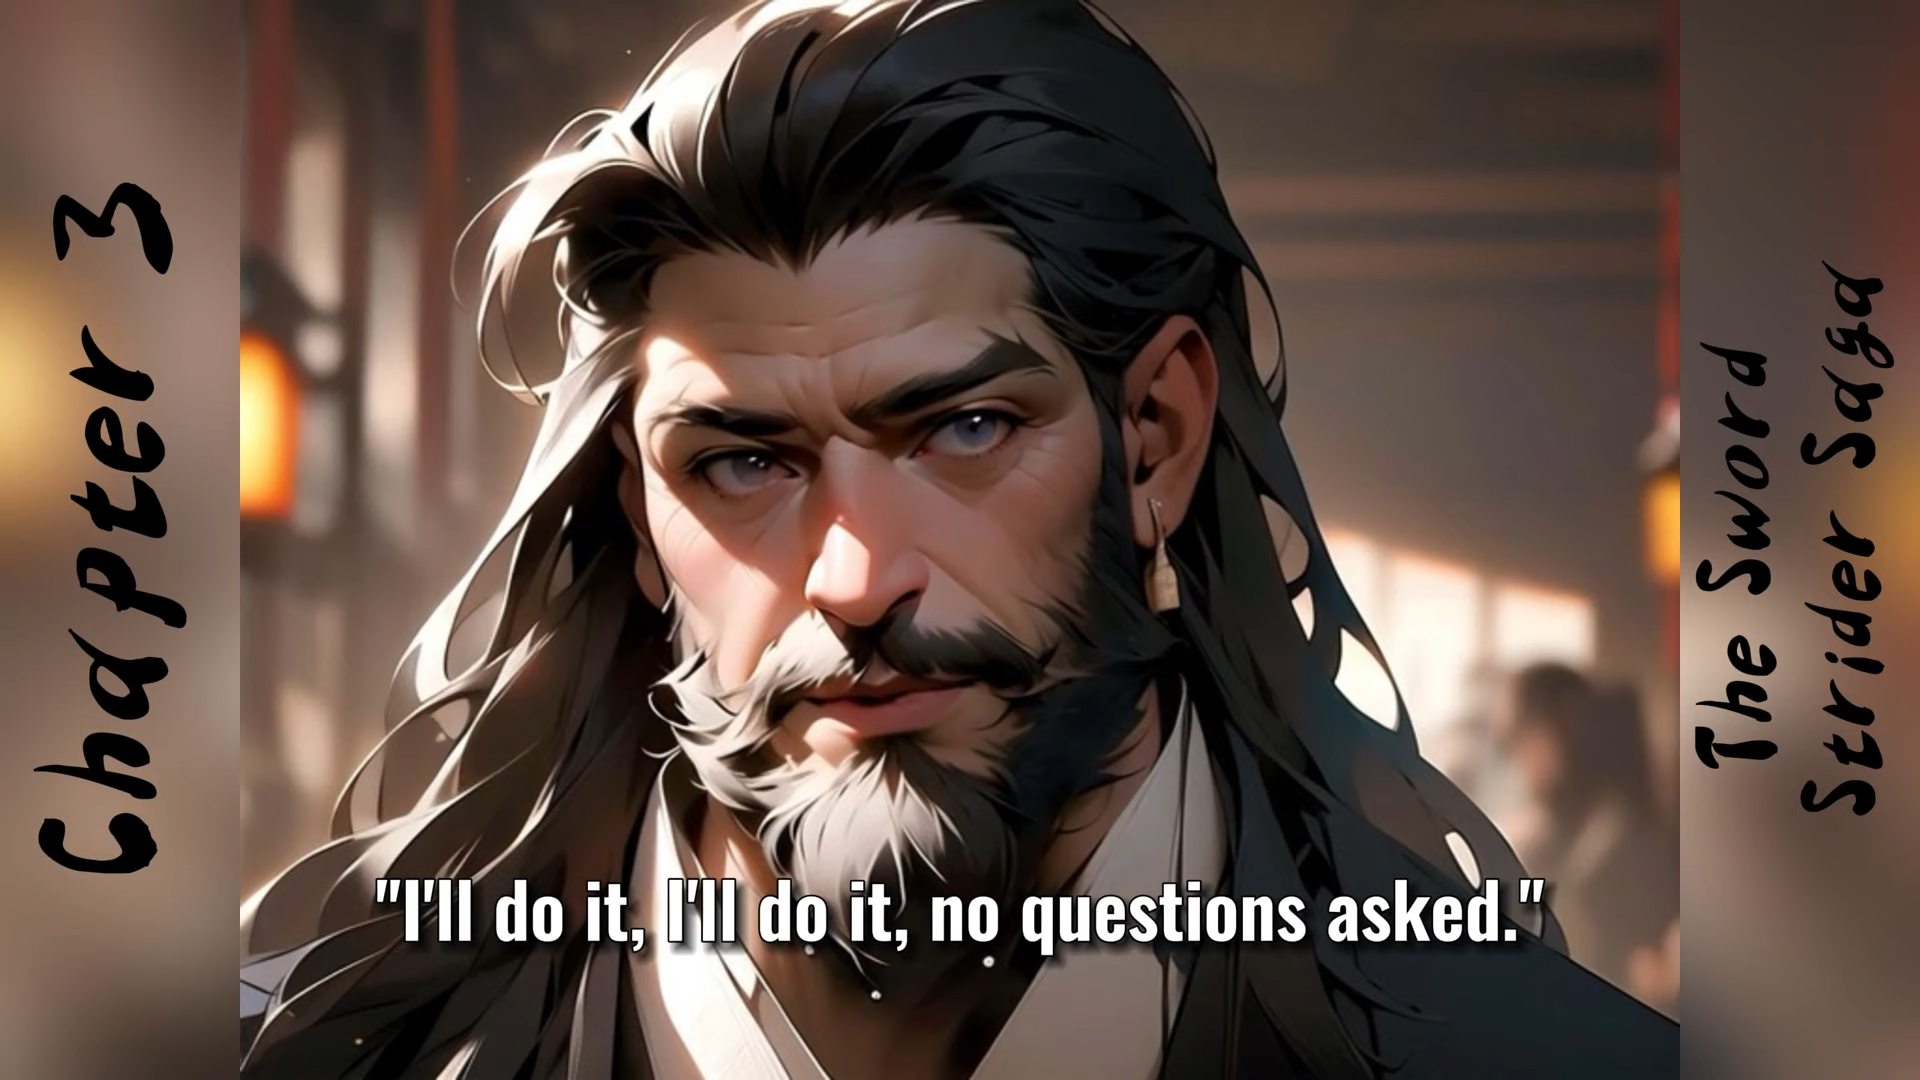 Chapter 3
"I'll do it, I'll do it, no questions asked."
The Sword
Strider Saga